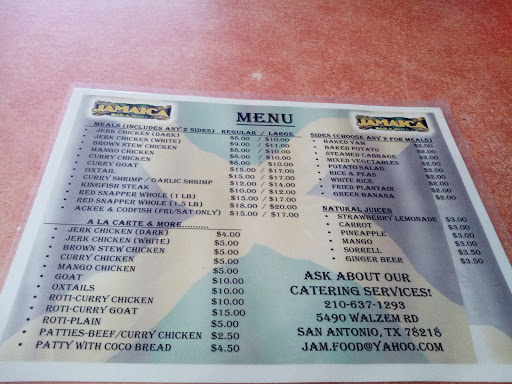 JAMAICA
MENU
JAMAICA
MEALS (INCLUDES ANY 2 SIDES) REGULAR / LARGE
JERK CHICKEN (DARK) $8.00 / $10.00
JERK CHICKEN (WHITE) $9.00 / $11.00
BROWN STEW CHICKEN $8.00 / $10.00
MANGO CHICKEN $8.00 / $10.00
CURRY CHICKEN $8.00 / $10.00
CURRY GOAT $15.00 / $17.00
OXTAIL $15.00 / $17.00
CURRY SHRIMP / GARLIC SHRIMP $12.00 / $14.00
KINGFISH STEAK $10.00 / $12.00
RED SNAPPER WHOLE (1 LB) $15.00 / $17.00
RED SNAPPER WHOLE (1.5 LB) $18.00 / $20.00
ACKEE & CODFISH (FRI/SAT ONLY) $15.00 / $17.00
A LA CARTE & MORE..........
JERK CHICKEN (DARK) $4.00
JERK CHICKEN (WHITE) $5.00
BROWN STEW CHICKEN $5.00
CURRY CHICKEN $5.00
MANGO CHICKEN $5.00
GOAT $10.00
OXTAILS $10.00
ROTI-CURRY CHICKEN $10.00
ROTI-CURRY GOAT $15.00
ROTI-PLAIN $5.00
PATTIES-BEEF/CURRY CHICKEN $2.50
PATTY WITH COCO BREAD $4.50
SIDES (CHOOSE ANY 2 FOR MEALS)
BAKED YAM $2.00
BAKED POTATO $2.00
STEAMED CABBAGE $2.00
MIXED VEGETABLES $2.00
POTATO SALAD $2.00
RICE & PEAS $2.00
WHITE RICE $2.00
FRIED PLANTAIN $2.00
GREEN BANANA $2.00
NATURAL JUICES
STRAWBERRY LEMONADE $3.00
CARROT $3.00
PINEAPPLE $3.00
MANGO $3.00
SORRELL $3.50
GINGER BEER $3.50
ASK ABOUT OUR
CATERING SERVICES!
210-637-1293
5490 WALZEM RD
SAN ANTONIO, TX 78218
JAM.FOOD@YAHOO.COM